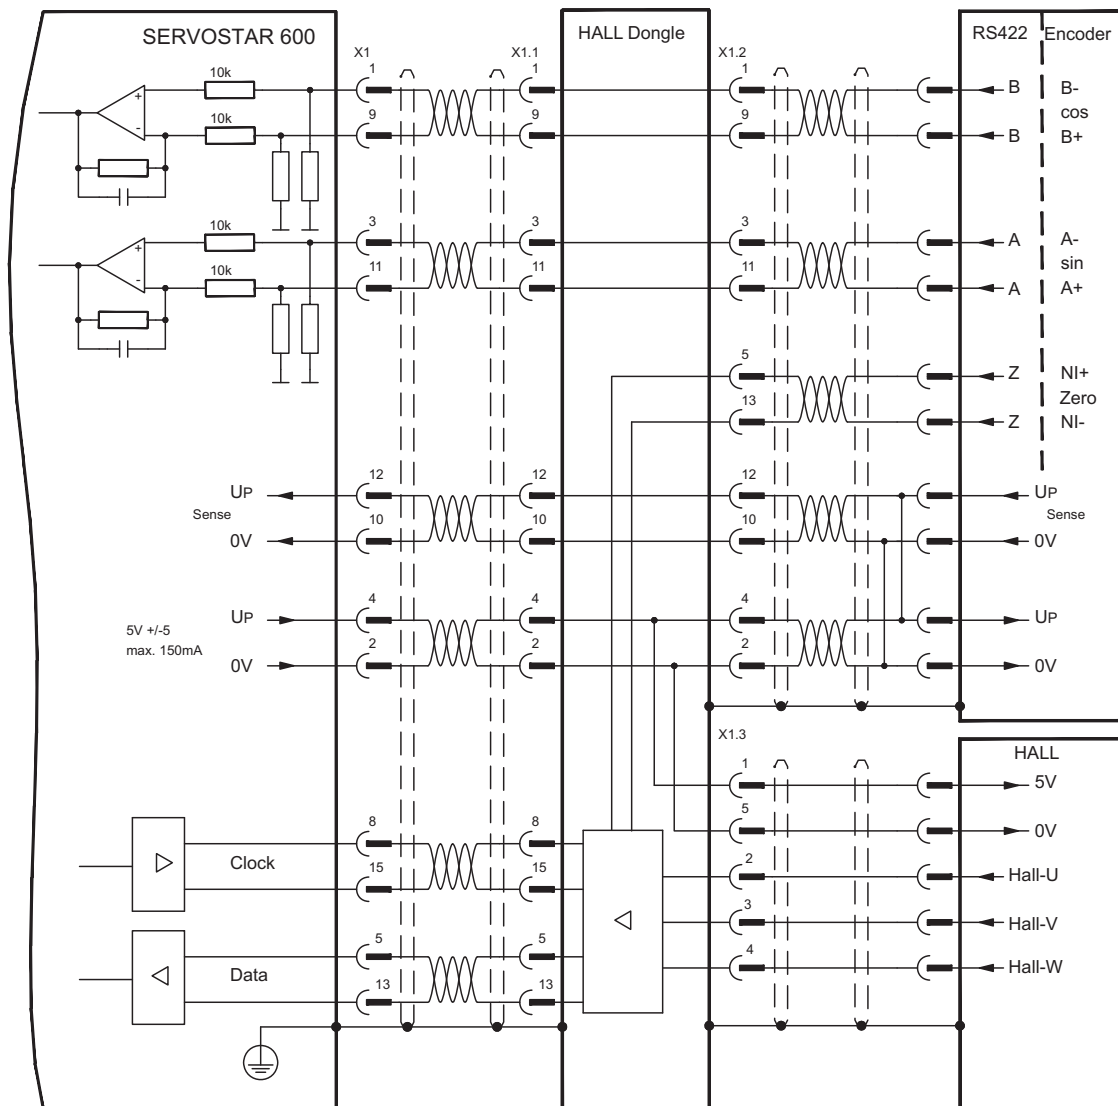 SERVOSTAR 600
HALL Dongle
RS422 Encoder
X1
X1.1
X1.2
10k
1
1
1
B
B-
cos
10k
9
9
9
B
B+
10k
3
3
3
A
A-
sin
10k
11
11
11
A
A+
5
Z
NI+
Zero
13
Z
NI-
UP
12
12
12
UP
Sense
Sense
0V
10
10
10
0V
5V +/-5
max. 150mA
UP
4
4
4
UP
0V
2
2
2
0V
X1.3
HALL
1
5V
5
0V
8
8
Clock
2
Hall-U
15
15
3
Hall-V
5
5
Data
4
Hall-W
13
13